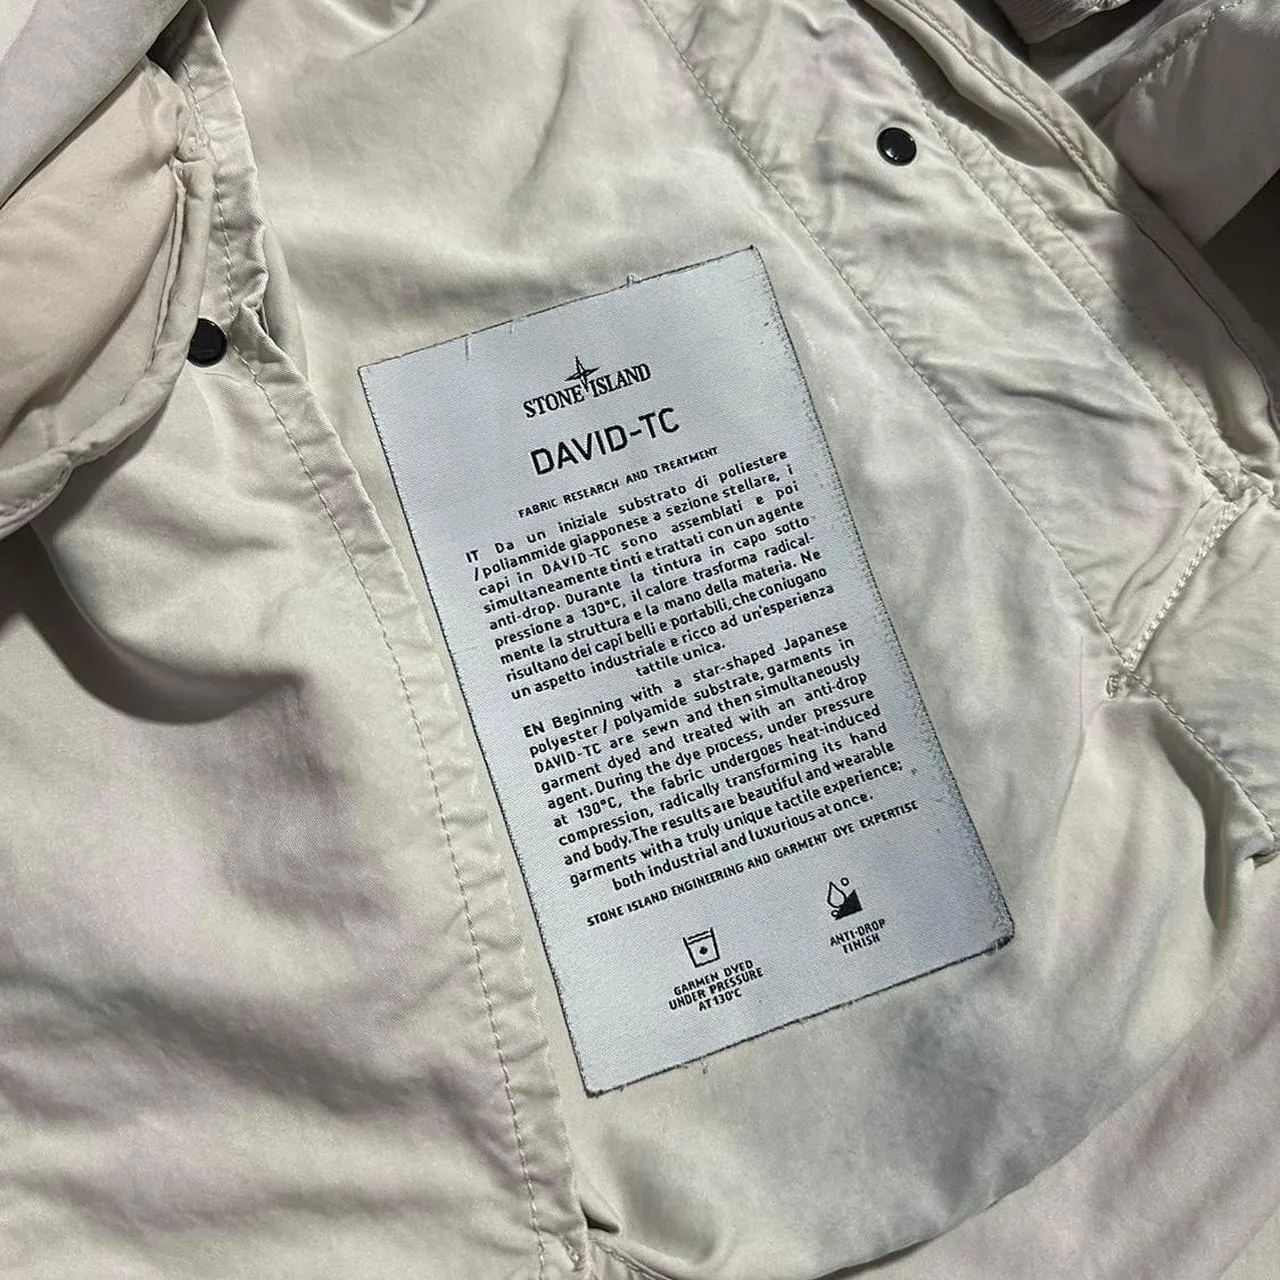 STONE ISLAND
DAVID-TC
FABRIC RESEARCH AND TREATMENT
IT Da un iniziale substrato di poliestere
/poliammide giapponese a sezione stellare, i
capi in DAVID-TC sono assemblati e poi
simultaneamente tinti e trattati con un agente
anti-drop. Durante la tintura in capo sotto
pressione a 130°C, il calore trasforma radical-
mente la struttura e la mano della materia. Ne
risultano dei capi belli e portabili, che coniugano
un aspetto industriale e ricco ad un'esperienza
tattile unica.
EN Beginning with a star-shaped Japanese
polyester / polyamide substrate, garments in
DAVID-TC are sewn and then simultaneously
garment dyed and treated with an anti-drop
agent. During the dye process, under pressure
at 130°C, the fabric undergoes heat-induced
compression, radically transforming its hand
and body. The results are beautiful and wearable
garments with a truly unique tactile experience;
both industrial and luxurious at once.
STONE ISLAND ENGINEERING AND GARMENT DYE EXPERTISE
GARMEN DYED
UNDER PRESSURE
AT 130°C
ANTI-DROP
FINISH